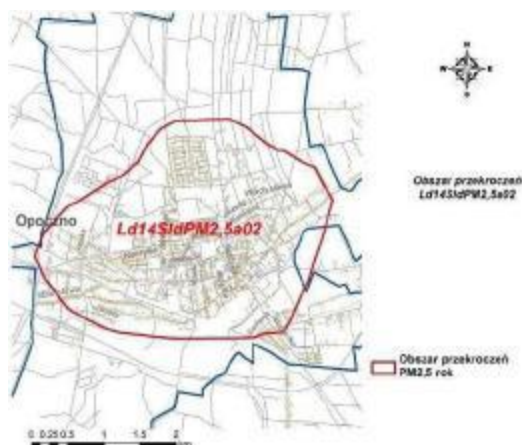 N
W E
S
Obszar przekroczeń
Ld14SldPM2,5a02
Opoczno
Ld14SldPM2,5a02
Obszar przekroczeń
PM2,5 rok
0 0.25 0.5 1 1.5 2